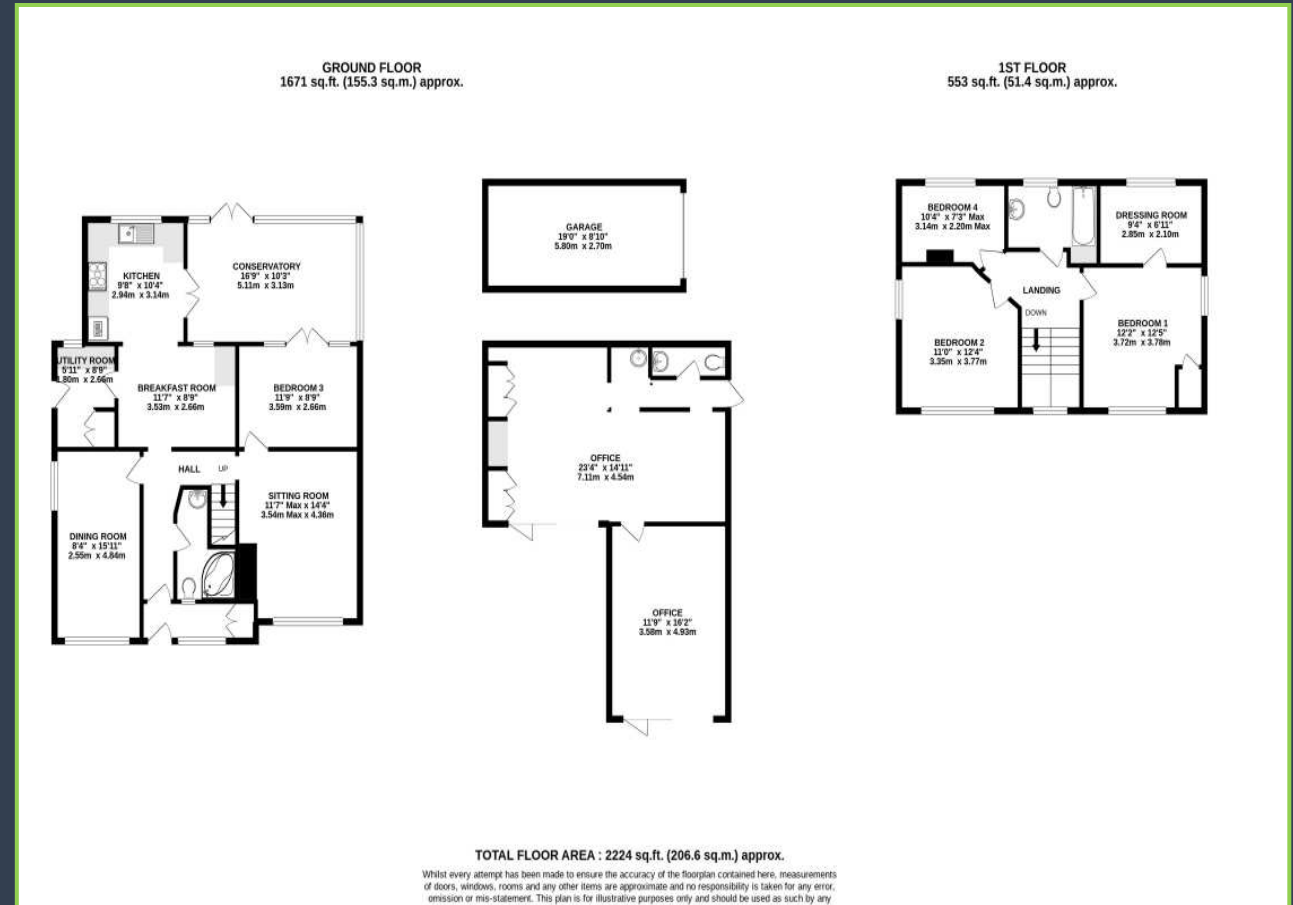 GROUND FLOOR
1671 sq.ft. (155.3 sq.m.) approx.
1ST FLOOR
553 sq.ft. (51.4 sq.m.) approx.
KITCHEN
9'8" x 10'4"
2.94m x 3.14m
CONSERVATORY
16'9" x 10'3"
5.11m x 3.13m
UTILITY ROOM
5'11" x 8'9"
1.80m x 2.66m
BREAKFAST ROOM
11'7" x 8'9"
3.53m x 2.66m
BEDROOM 3
11'9" x 8'9"
3.59m x 2.66m
HALL
UP
SITTING ROOM
11'7" Max x 14'4"
3.54m Max x 4.36m
DINING ROOM
8'4" x 15'11"
2.55m x 4.84m
GARAGE
19'0" x 8'10"
5.80m x 2.70m
OFFICE
23'4" x 14'11"
7.11m x 4.54m
OFFICE
11'9" x 16'2"
3.58m x 4.93m
BEDROOM 4
10'4" x 7'3" Max
3.14m x 2.20m Max
DRESSING ROOM
9'4" x 6'11"
2.85m x 2.10m
LANDING
DOWN
BEDROOM 1
12'2" x 12'5"
3.72m x 3.78m
BEDROOM 2
11'0" x 12'4"
3.35m x 3.77m
TOTAL FLOOR AREA : 2224 sq.ft. (206.6 sq.m.) approx.
Whilst every attempt has been made to ensure the accuracy of the floorplan contained here, measurements
of doors, windows, rooms and any other items are approximate and no responsibility is taken for any error,
omission or mis-statement. This plan is for illustrative purposes only and should be used as such by any